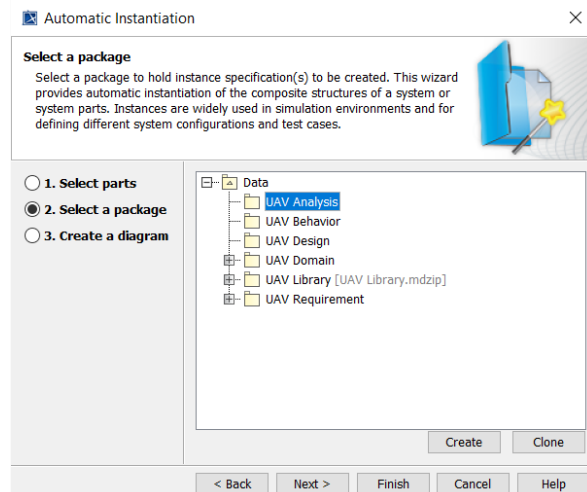 Automatic Instantiation
Select a package
Select a package to hold instance specification(s) to be created. This wizard
provides automatic instantiation of the composite structures of a system or
system parts. Instances are widely used in simulation environments and for
defining different system configurations and test cases.
1. Select parts
2. Select a package
3. Create a diagram
Data
UAV Analysis
UAV Behavior
UAV Design
UAV Domain
UAV Library [UAV Library.mdzip]
UAV Requirement
Create Clone
< Back Next > Finish Cancel Help